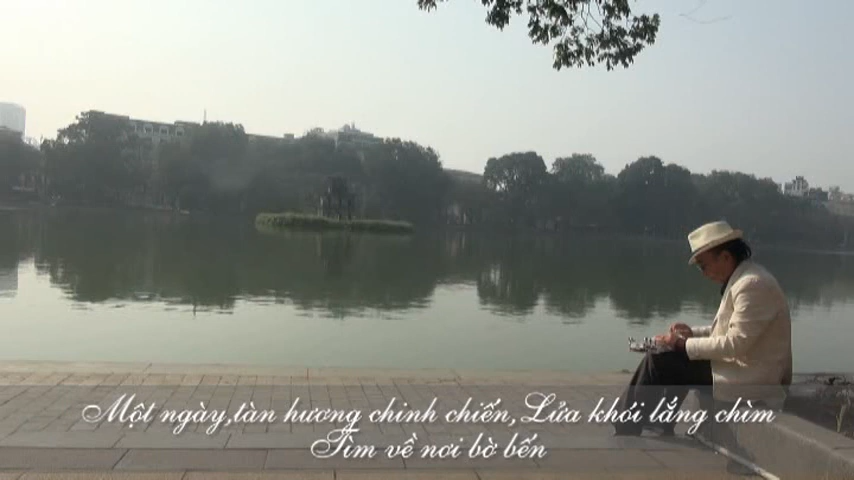 Một ngày,tàn hương chinh chiến,Lửa khói lắng chìm
Tìm về nơi bờ bến